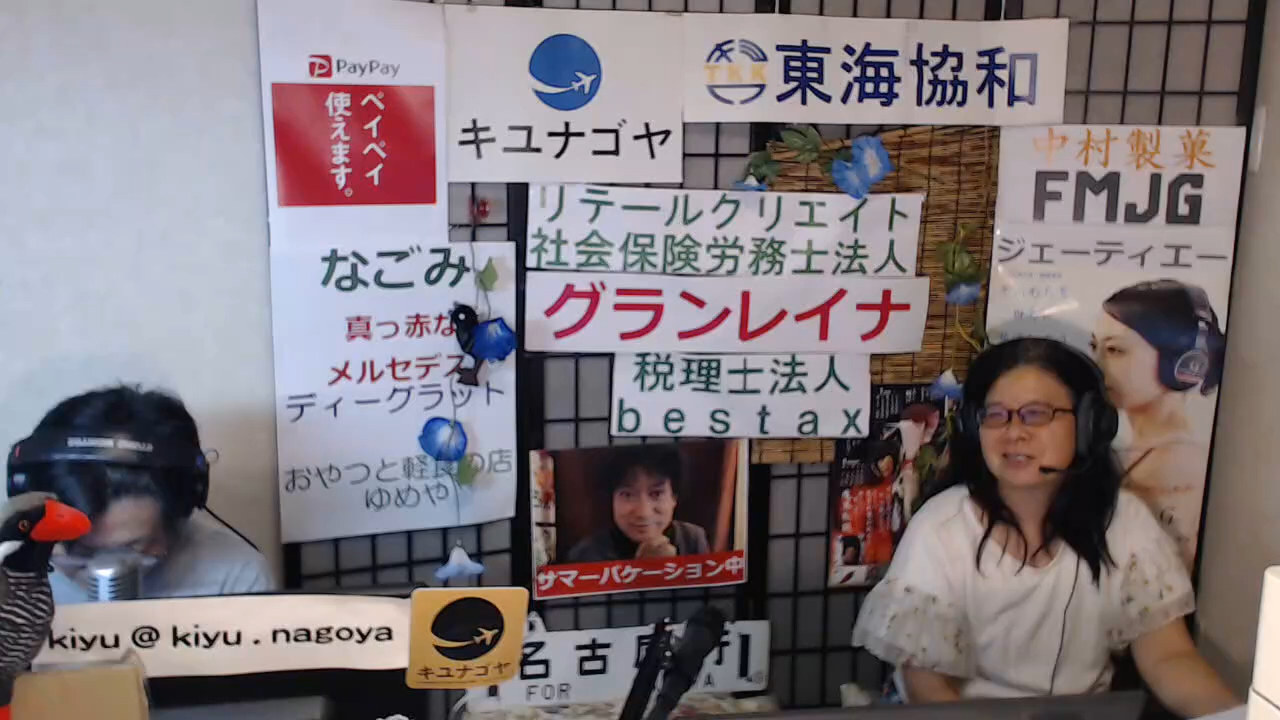 PayPay
ペイペイ
使えます。
キユナゴヤ
TKK
東海協和
中村製菓
FMJG
ジェーティエー
リテールクリエイト
社会保険労務士法人
グランレイナ
税理士法人
bestax
なごみ
真っ赤な
メルセデス
ディーグラット
おやつと軽食の店
ゆめや
サマーバケーション中
kiyu@kiyu.nagoya
キユナゴヤ
名古屋
FOR